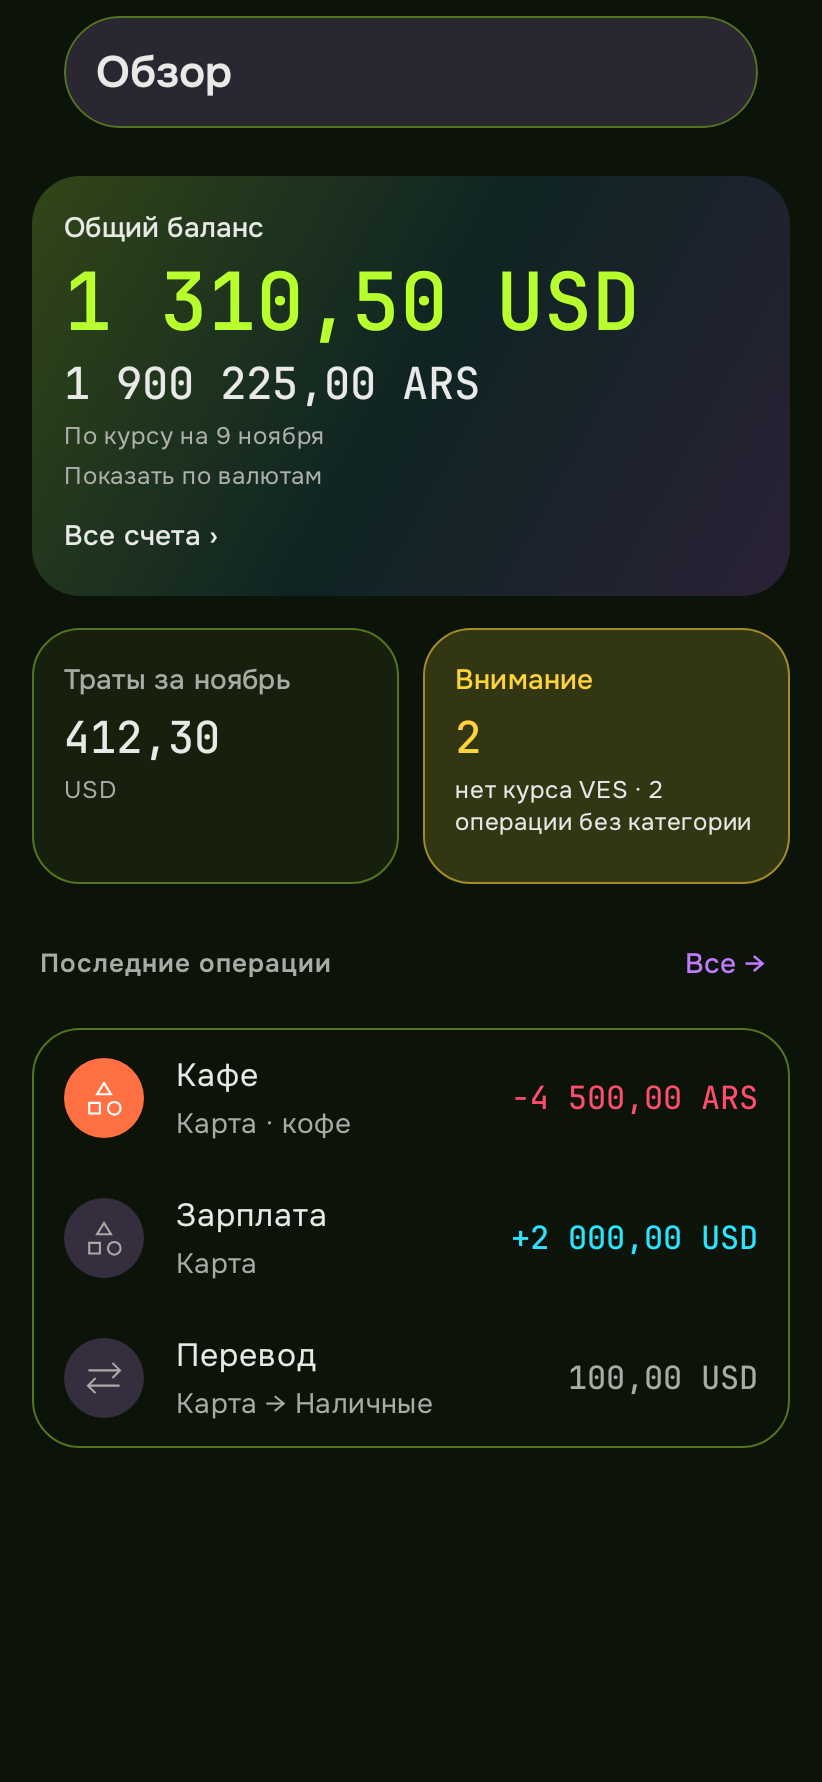 Обзор
Общий баланс
1 310,50 USD
1 900 225,00 ARS
По курсу на 9 ноября
Показать по валютам
Все счета ›
Траты за ноябрь
412,30
USD
Внимание
2
нет курса VES · 2
операции без категории
Последние операции
Все →
Кафе
Карта · кофе
-4 500,00 ARS
Зарплата
Карта
+2 000,00 USD
Перевод
Карта → Наличные
100,00 USD